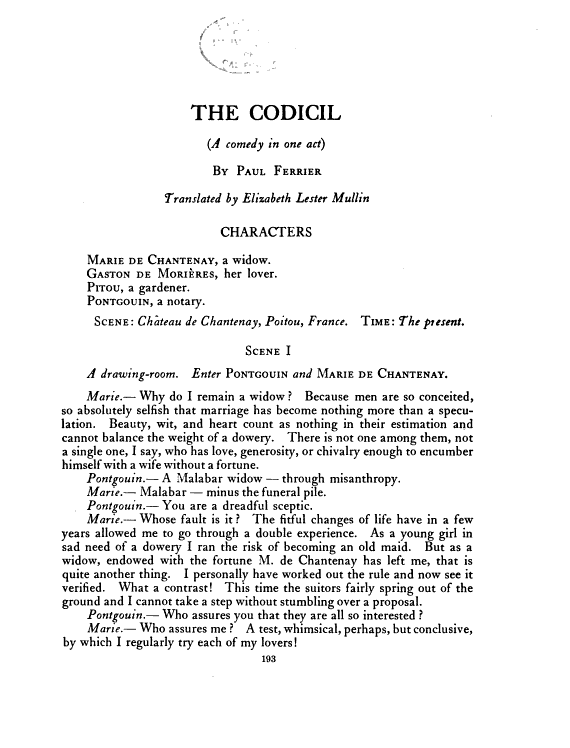 THE CODICIL
(A comedy in one act)
By Paul Ferrier
Translated by Elizabeth Lester Mullin
CHARACTERS
Marie de Chantenay, a widow.
Gaston de Morières, her lover.
Pitou, a gardener.
Pontgouin, a notary.
Scene: Château de Chantenay, Poitou, France. Time: The present.
Scene I
A drawing-room. Enter Pontgouin and Marie de Chantenay.
Marie.— Why do I remain a widow? Because men are so conceited,
so absolutely selfish that marriage has become nothing more than a specu-
lation. Beauty, wit, and heart count as nothing in their estimation and
cannot balance the weight of a dowery. There is not one among them, not
a single one, I say, who has love, generosity, or chivalry enough to encumber
himself with a wife without a fortune.
Pontgouin.— A Malabar widow — through misanthropy.
Marie.— Malabar — minus the funeral pile.
Pontgouin.— You are a dreadful sceptic.
Marie.— Whose fault is it? The fitful changes of life have in a few
years allowed me to go through a double experience. As a young girl in
sad need of a dowery I ran the risk of becoming an old maid. But as a
widow, endowed with the fortune M. de Chantenay has left me, that is
quite another thing. I personally have worked out the rule and now see it
verified. What a contrast! This time the suitors fairly spring out of the
ground and I cannot take a step without stumbling over a proposal.
Pontgouin.— Who assures you that they are all so interested?
Marie.— Who assures me? A test, whimsical, perhaps, but conclusive,
by which I regularly try each of my lovers!
193